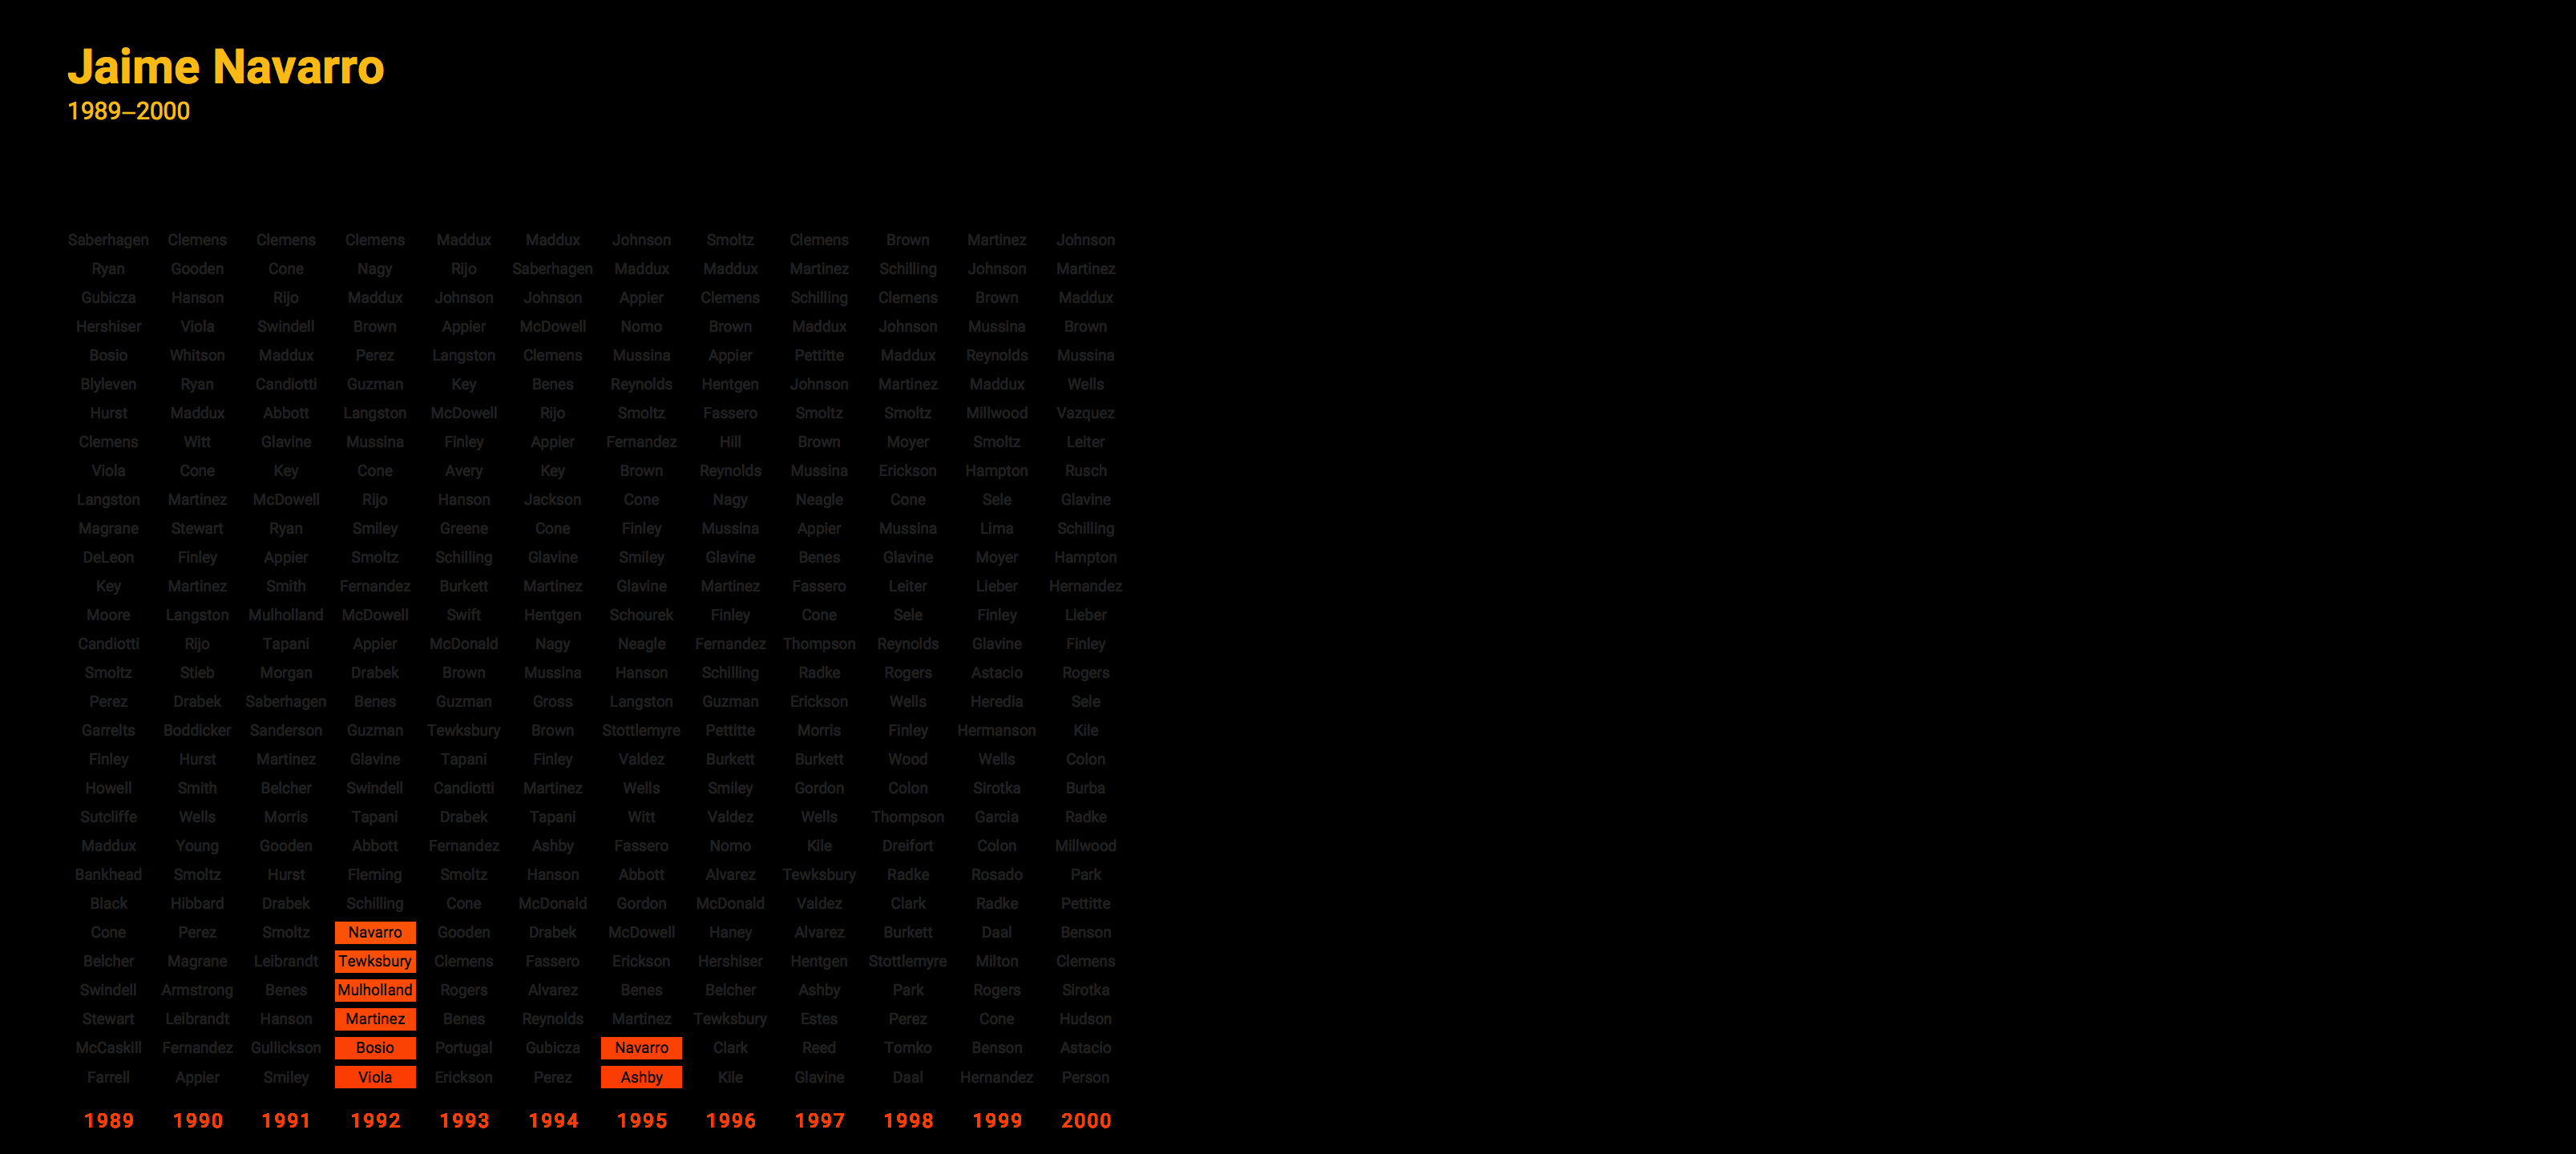 Jaime Navarro
1989–2000
Saberhagen Clemens Clemens Clemens Maddux Maddux Johnson Smoltz Clemens Brown Martinez Johnson
Ryan Gooden Cone Nagy Rijo Saberhagen Maddux Maddux Martinez Schilling Johnson Martinez
Gubicza Hanson Rijo Maddux Johnson Johnson Appier Clemens Schilling Clemens Brown Maddux
Hershiser Viola Swindell Brown Appier McDowell Nomo Brown Maddux Johnson Mussina Brown
Bosio Whitson Maddux Perez Langston Clemens Mussina Appier Pettitte Maddux Reynolds Mussina
Blyleven Ryan Candiotti Guzman Key Benes Reynolds Hentgen Johnson Martinez Maddux Wells
Hurst Maddux Abbott Langston McDowell Rijo Smoltz Fassero Smoltz Smoltz Millwood Vazquez
Clemens Witt Glavine Mussina Finley Appier Fernandez Hill Brown Moyer Smoltz Leiter
Viola Cone Key Cone Avery Key Brown Reynolds Mussina Erickson Hampton Rusch
Langston Martinez McDowell Rijo Hanson Jackson Cone Nagy Neagle Cone Sele Glavine
Magrane Stewart Ryan Smiley Greene Cone Finley Mussina Appier Mussina Lima Schilling
DeLeon Finley Appier Smoltz Schilling Glavine Smiley Glavine Benes Glavine Moyer Hampton
Key Martinez Smith Fernandez Burkett Martinez Glavine Martinez Fassero Leiter Lieber Hernandez
Moore Langston Mulholland McDowell Swift Hentgen Schourek Finley Cone Sele Finley Lieber
Candiotti Rijo Tapani Appier McDonald Nagy Neagle Fernandez Thompson Reynolds Glavine Finley
Smoltz Stieb Morgan Drabek Brown Mussina Hanson Schilling Radke Rogers Astacio Rogers
Perez Drabek Saberhagen Benes Guzman Gross Langston Guzman Erickson Wells Heredia Sele
Garrelts Boddicker Sanderson Guzman Tewksbury Brown Stottlemyre Pettitte Morris Finley Hermanson Kile
Finley Hurst Martinez Glavine Tapani Finley Valdez Burkett Burkett Wood Wells Colon
Howell Smith Belcher Swindell Candiotti Martinez Wells Smiley Gordon Colon Sirotka Burba
Sutcliffe Wells Morris Tapani Drabek Tapani Witt Valdez Wells Thompson Garcia Radke
Maddux Young Gooden Abbott Fernandez Ashby Fassero Nomo Kile Dreifort Colon Millwood
Bankhead Smoltz Hurst Fleming Smoltz Hanson Abbott Alvarez Tewksbury Radke Rosado Park
Black Hibbard Drabek Schilling Cone McDonald Gordon McDonald Valdez Clark Radke Pettitte
Cone Perez Smoltz Navarro Gooden Drabek McDowell Haney Alvarez Burkett Daal Benson
Belcher Magrane Leibrandt Tewksbury Clemens Fassero Erickson Hershiser Hentgen Stottlemyre Milton Clemens
Swindell Armstrong Benes Mulholland Rogers Alvarez Benes Belcher Ashby Park Rogers Sirotka
Stewart Leibrandt Hanson Martinez Benes Reynolds Martinez Tewksbury Estes Perez Cone Hudson
McCaskill Fernandez Gullickson Bosio Portugal Gubicza Navarro Clark Reed Tomko Benson Astacio
Farrell Appier Smiley Viola Erickson Perez Ashby Kile Glavine Daal Hernandez Person
1989 1990 1991 1992 1993 1994 1995 1996 1997 1998 1999 2000